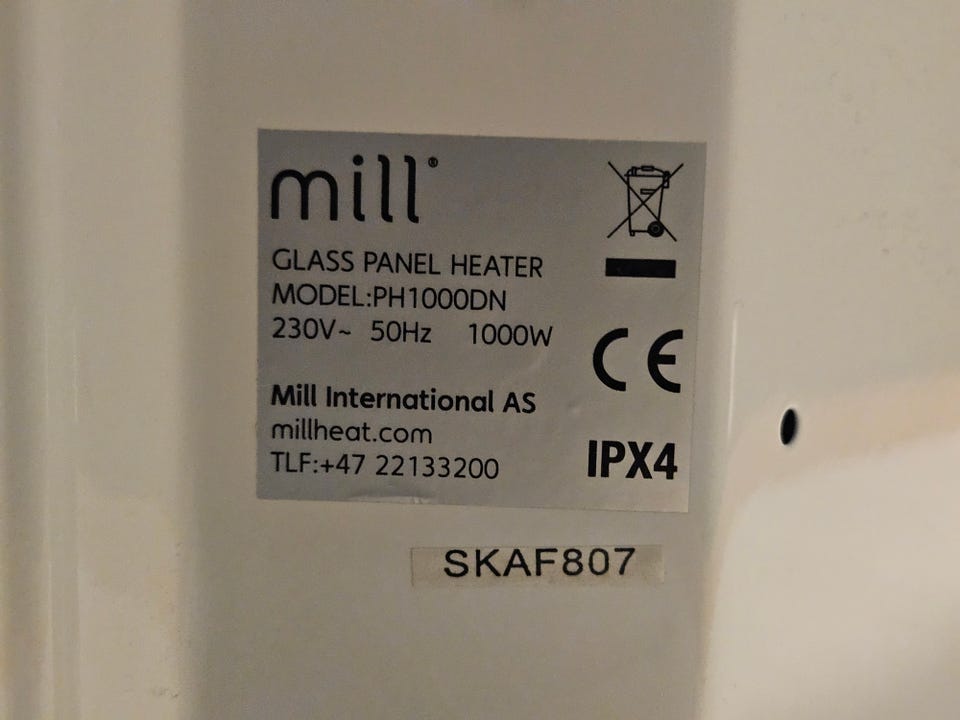 mill®
GLASS PANEL HEATER
MODEL:PH1000DN
230V~ 50Hz 1000W
Mill International AS
millheat.com
TLF:+47 22133200
CE
IPX4
SKAF807